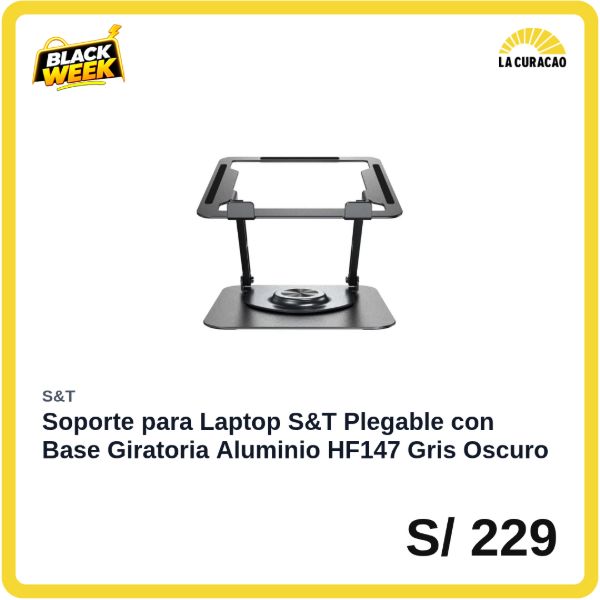 BLACK
WEEK
LA CURACAO
S&T
Soporte para Laptop S&T Plegable con
Base Giratoria Aluminio HF147 Gris Oscuro
S/ 229